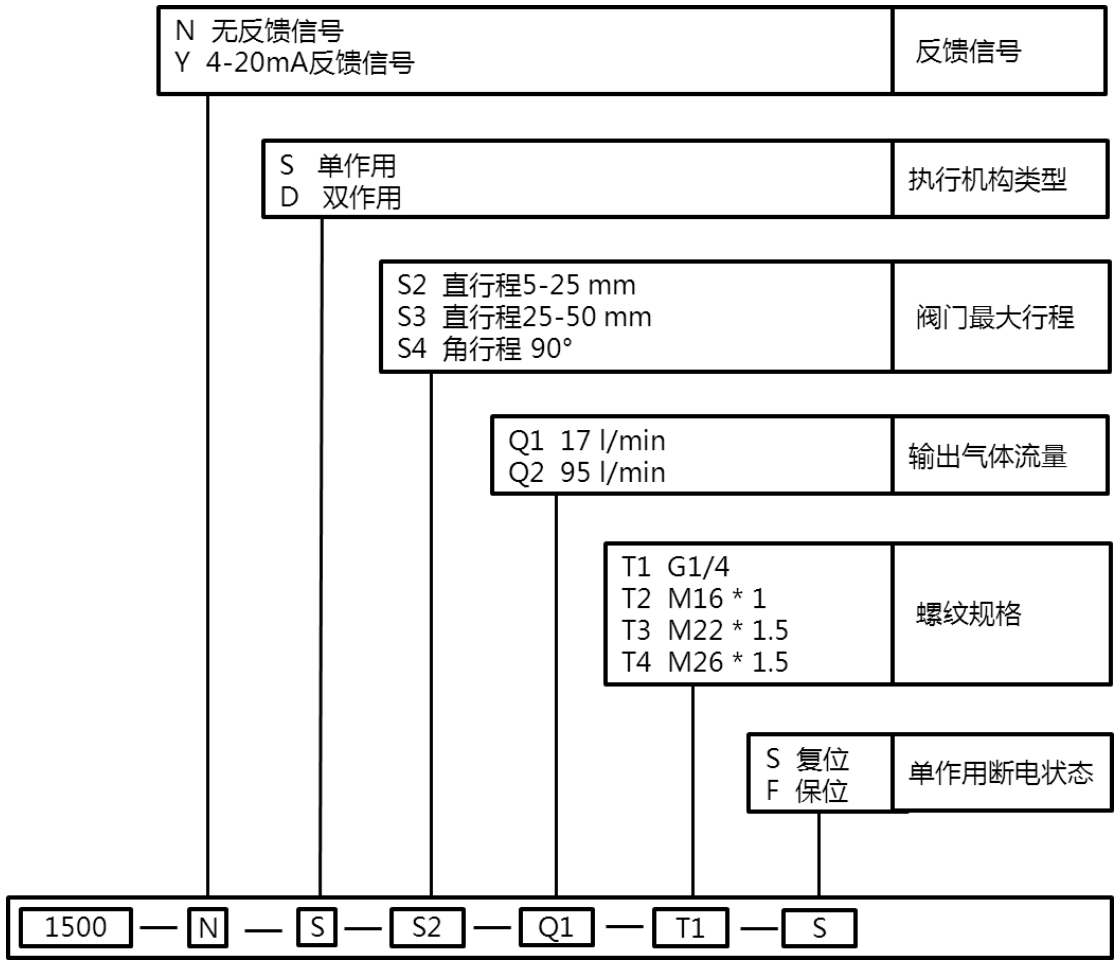 N 无反馈信号
Y 4-20mA反馈信号
反馈信号
S 单作用
D 双作用
执行机构类型
S2 直行程5-25 mm
S3 直行程25-50 mm
S4 角行程 90°
阀门最大行程
Q1 17 l/min
Q2 95 l/min
输出气体流量
T1 G1/4
T2 M16 * 1
T3 M22 * 1.5
T4 M26 * 1.5
螺纹规格
S 复位
F 保位
单作用断电状态
1500 — N — S — S2 — Q1 — T1 — S